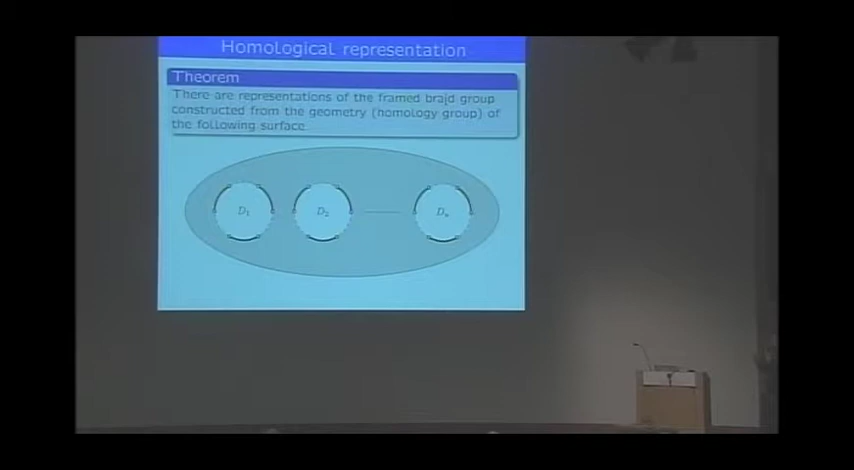 Homological representation
Theorem
There are representations of the framed braid group
constructed from the geometry (homology group) of
the following surface.
D₁ D₂ Dₙ